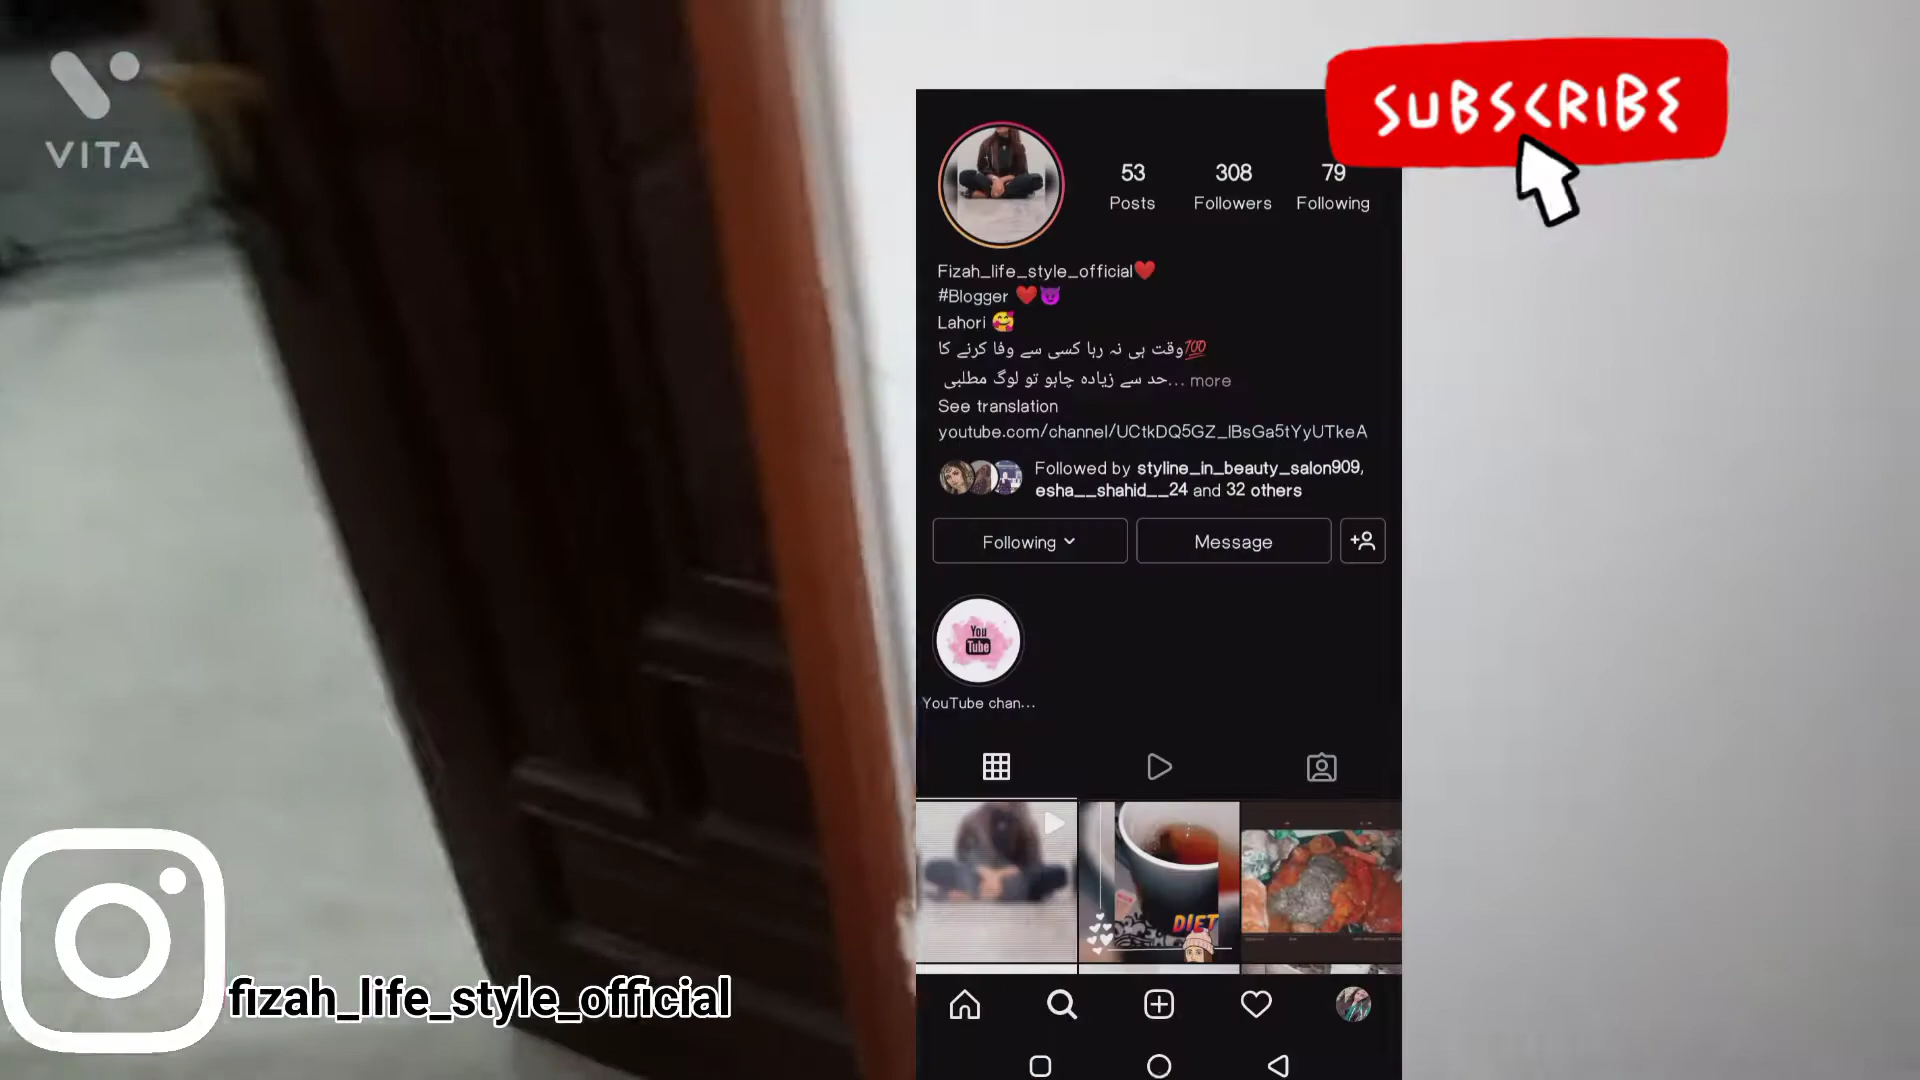 VITA
SUBSCRIBE
53 308 79
Posts Followers Following
Fizah_life_style_official❤️
#Blogger ❤️😈
Lahori 🥰
وقت ہی نہ رہا کسی سے وفا کرنے کا💯
حد سے زیادہ چاہو تو لوگ مطلبی... more
See translation
youtube.com/channel/UCtkDQ5GZ_IBsGa5tYyUTkeA
Followed by styline_in_beauty_salon909,
esha__shahid__24 and 32 others
Following Message
You
Tube
YouTube chan...
DIET
fizah_life_style_official